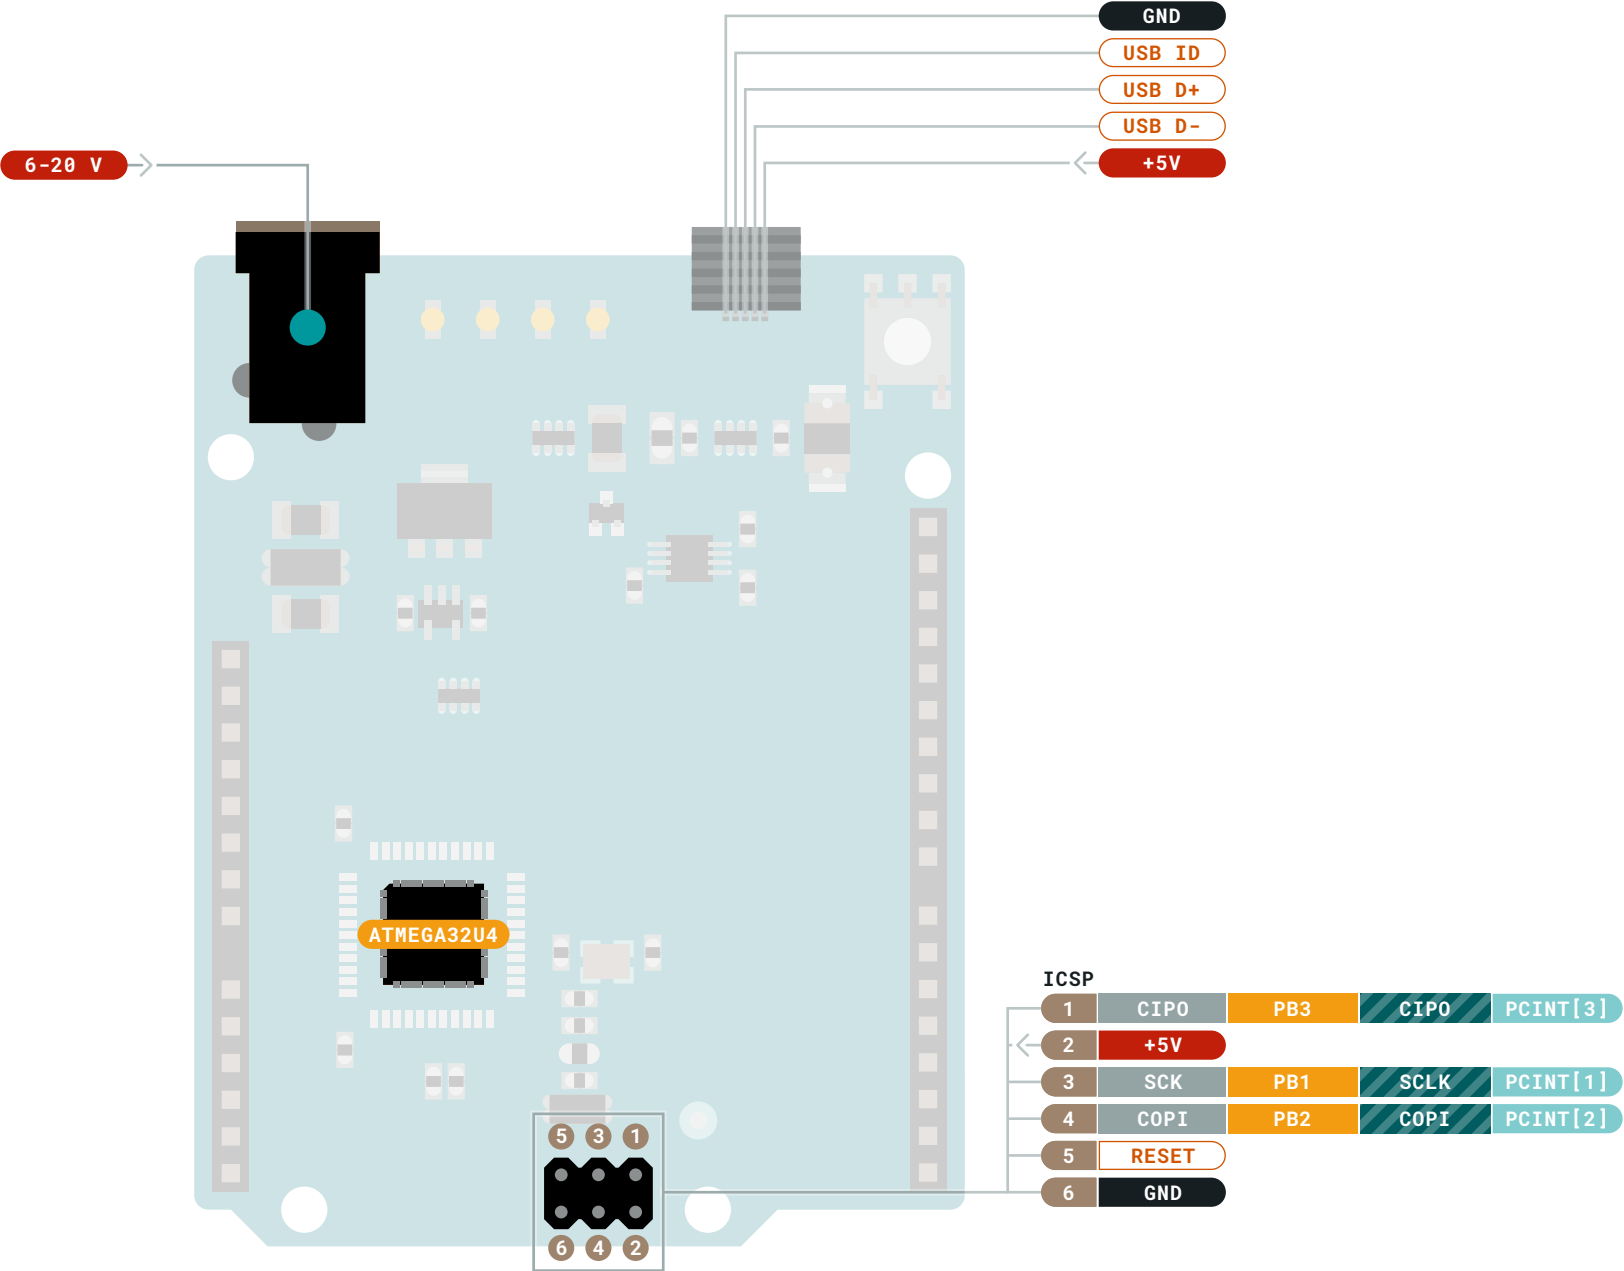 GND
USB ID
USB D+
USB D-
+5V
6-20 V
ATMEGA32U4
ICSP
1 CIPO PB3 CIPO PCINT[3]
2 +5V
3 SCK PB1 SCLK PCINT[1]
4 COPI PB2 COPI PCINT[2]
5 RESET
6 GND
5 3 1
6 4 2